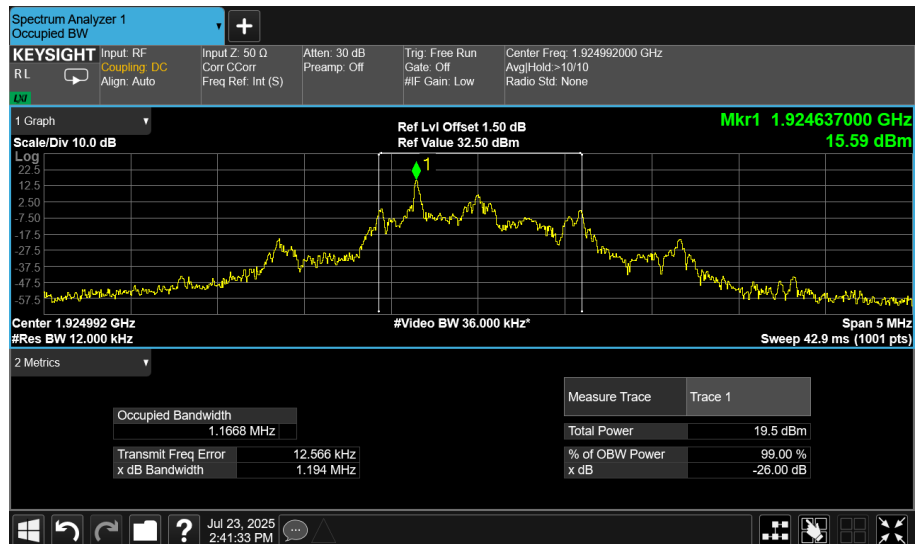 Spectrum Analyzer 1
Occupied BW
KEYSIGHT
R L
LXI
Input: RF
Coupling: DC
Align: Auto
Input Z: 50 Ω
Corr CCorr
Freq Ref: Int (S)
Atten: 30 dB
Preamp: Off
Trig: Free Run
Gate: Off
#IF Gain: Low
Center Freq: 1.924992000 GHz
Avg|Hold:>10/10
Radio Std: None
1 Graph
Scale/Div 10.0 dB
Ref Lvl Offset 1.50 dB
Ref Value 32.50 dBm
Mkr1 1.924637000 GHz
15.59 dBm
Log
22.5
12.5
2.50
-7.50
-17.5
-27.5
-37.5
-47.5
-57.5
1
Center 1.924992 GHz
#Res BW 12.000 kHz
#Video BW 36.000 kHz*
Span 5 MHz
Sweep 42.9 ms (1001 pts)
2 Metrics
Occupied Bandwidth
1.1668 MHz
Transmit Freq Error 12.566 kHz
x dB Bandwidth 1.194 MHz
Measure Trace Trace 1
Total Power 19.5 dBm
% of OBW Power 99.00 %
x dB -26.00 dB
Jul 23, 2025
2:41:33 PM